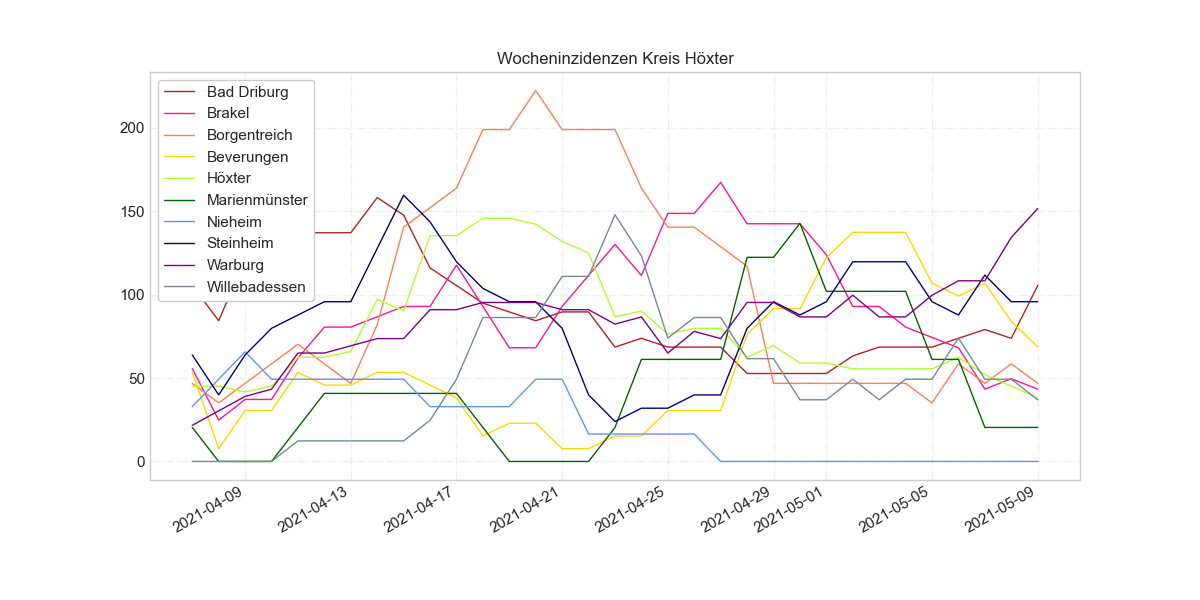 Wocheninzidenzen Kreis Höxter
Bad Driburg
Brakel
Borgentreich
Beverungen
Höxter
Marienmünster
Nieheim
Steinheim
Warburg
Willebadessen
200
150
100
50
0
2021-04-09
2021-04-13
2021-04-17
2021-04-21
2021-04-25
2021-04-29
2021-05-01
2021-05-05
2021-05-09